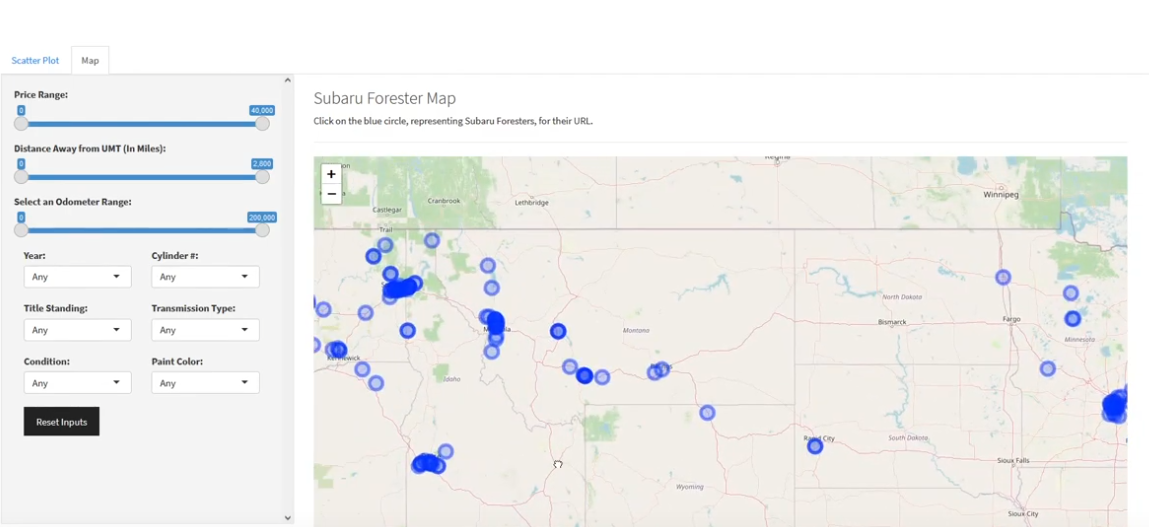 Scatter Plot
Map
Price Range:
0
40,000
Distance Away from UMT (In Miles):
0
2,600
Select an Odometer Range:
0
200,000
Year:
Cylinder #:
Any
Any
Title Standing:
Transmission Type:
Any
Any
Condition:
Paint Color:
Any
Any
Reset Inputs
Subaru Forester Map
Click on the blue circle, representing Subaru Foresters, for their URL.
+
−
Regina
Winnipeg
Cranbrook
Lethbridge
Castlegar
Trail
North Dakota
Bismarck
Fargo
Montana
Minnesota
Idaho
South Dakota
Sioux Falls
Wyoming
Sioux City